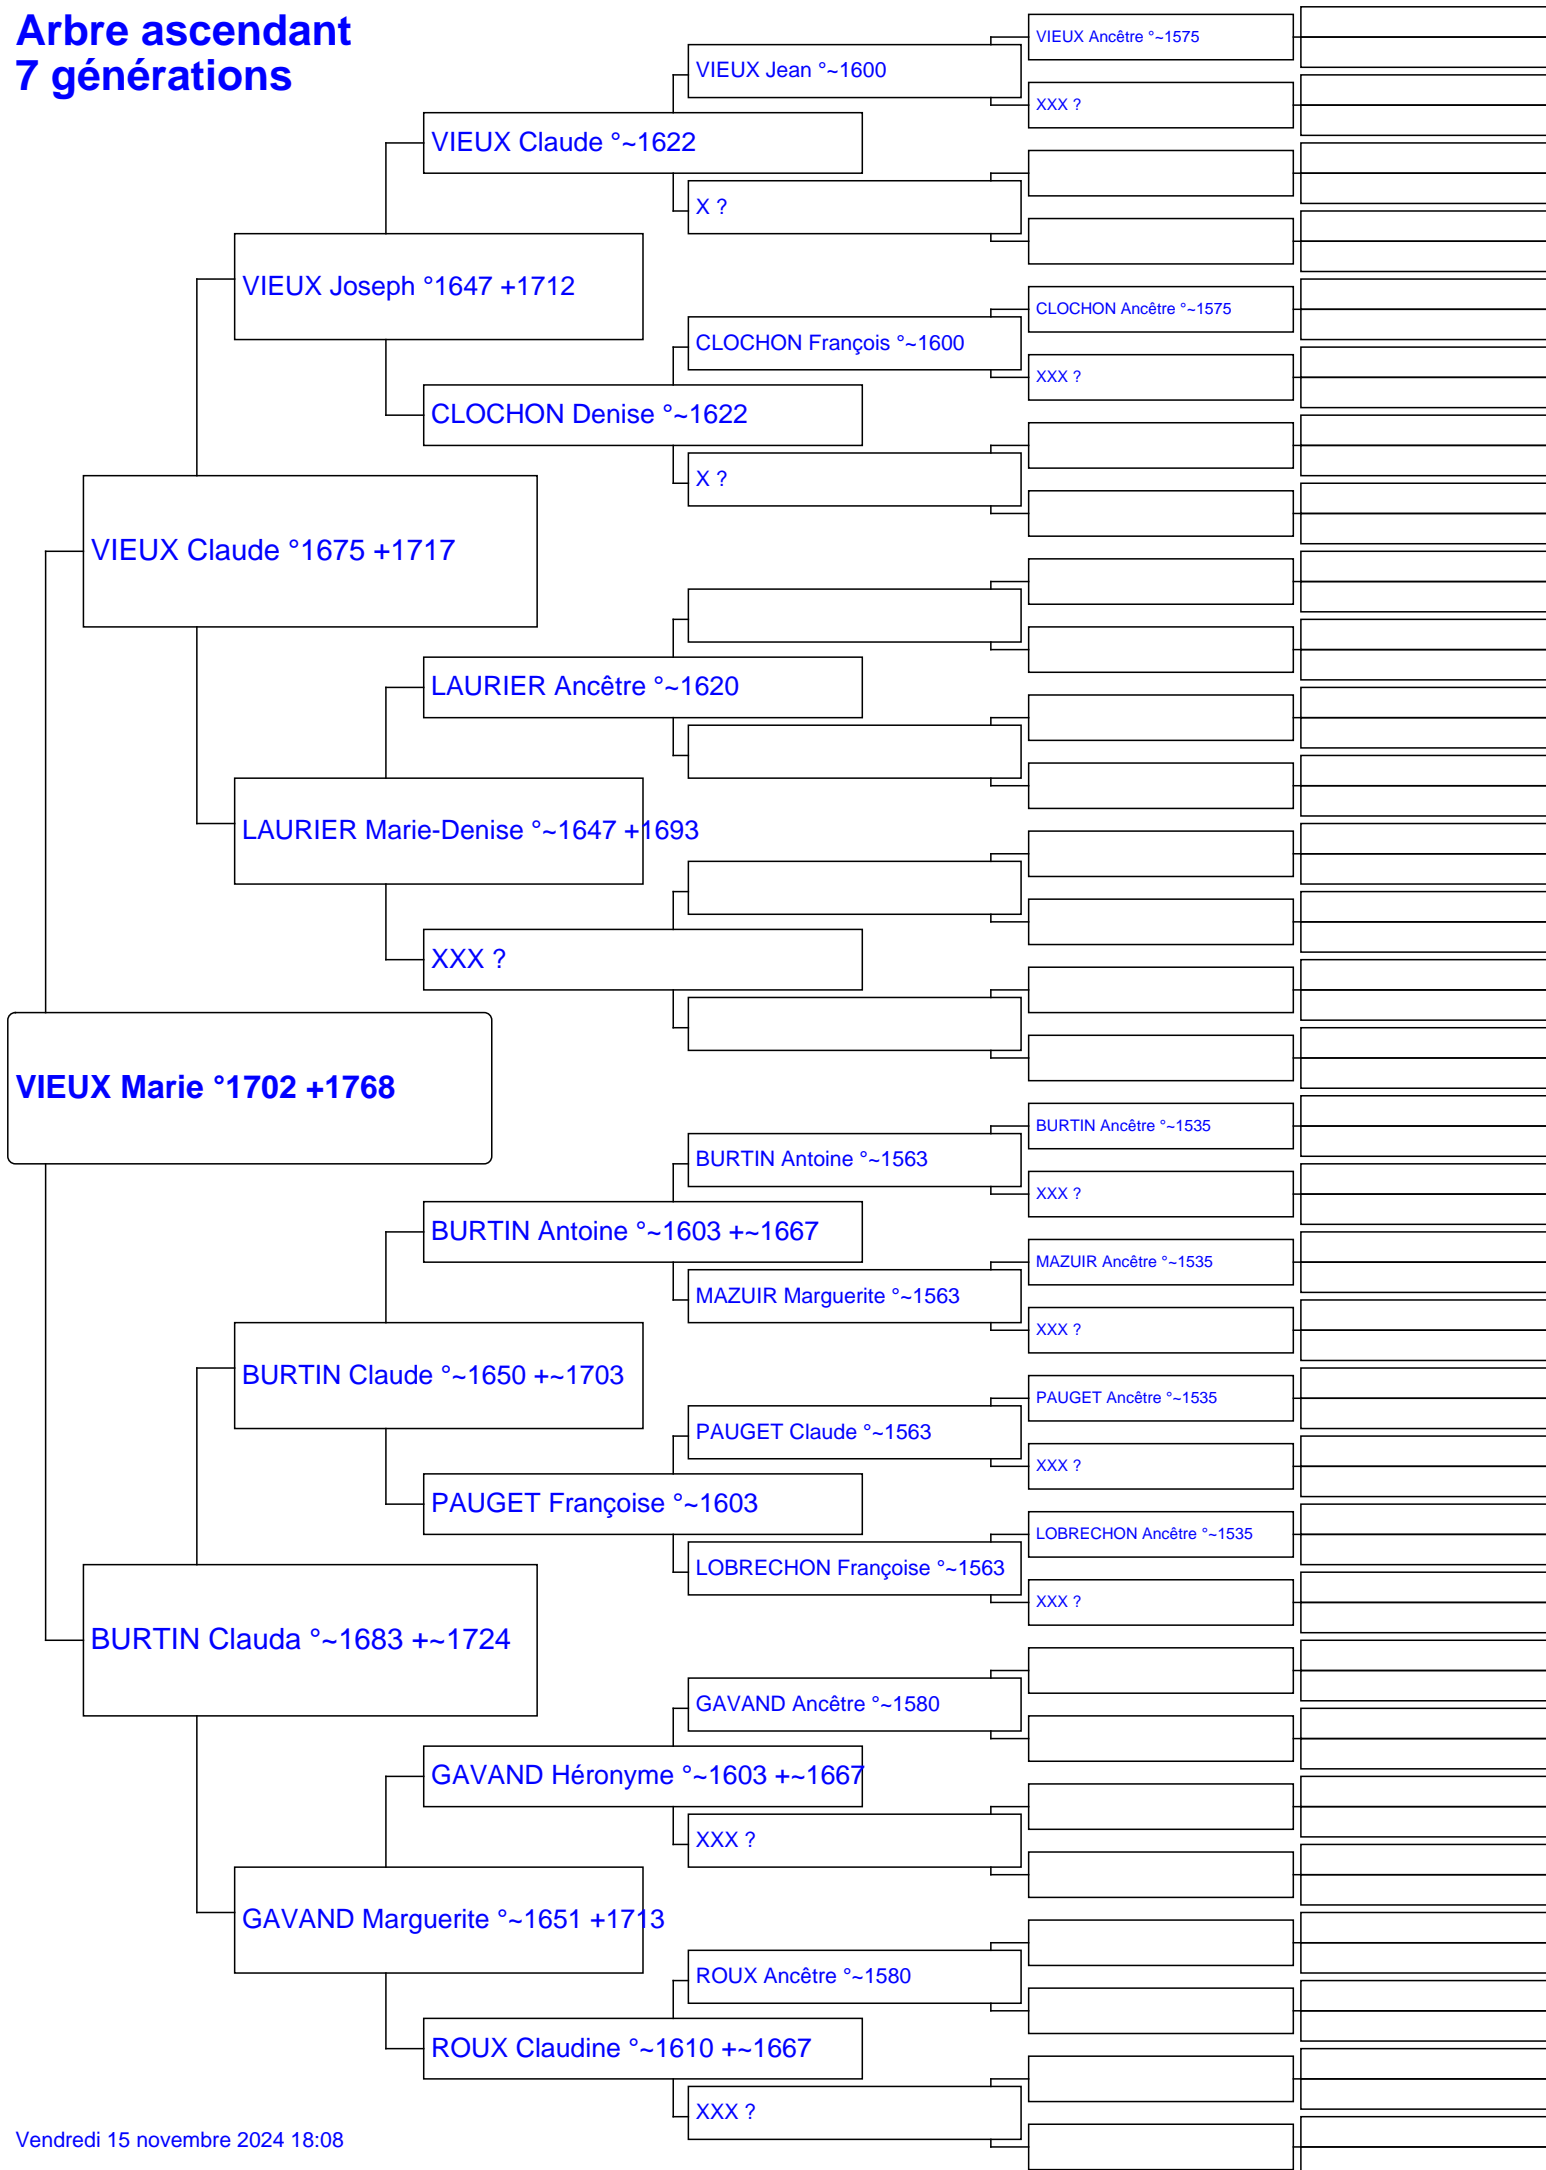 Arbre ascendant
7 générations
VIEUX Ancêtre °~1575
VIEUX Jean °~1600
XXX ?
VIEUX Claude °~1622
X ?
VIEUX Joseph °1647 +1712
CLOCHON Ancêtre °~1575
CLOCHON François °~1600
XXX ?
CLOCHON Denise °~1622
X ?
VIEUX Claude °1675 +1717
LAURIER Ancêtre °~1620
LAURIER Marie-Denise °~1647 +1693
XXX ?
VIEUX Marie °1702 +1768
BURTIN Ancêtre °~1535
BURTIN Antoine °~1563
XXX ?
BURTIN Antoine °~1603 +~1667
MAZUIR Ancêtre °~1535
MAZUIR Marguerite °~1563
XXX ?
BURTIN Claude °~1650 +~1703
PAUGET Ancêtre °~1535
PAUGET Claude °~1563
XXX ?
PAUGET Françoise °~1603
LOBRECHON Ancêtre °~1535
LOBRECHON Françoise °~1563
XXX ?
BURTIN Clauda °~1683 +~1724
GAVAND Ancêtre °~1580
GAVAND Héronyme °~1603 +~1667
XXX ?
GAVAND Marguerite °~1651 +1713
ROUX Ancêtre °~1580
ROUX Claudine °~1610 +~1667
XXX ?
Vendredi 15 novembre 2024 18:08